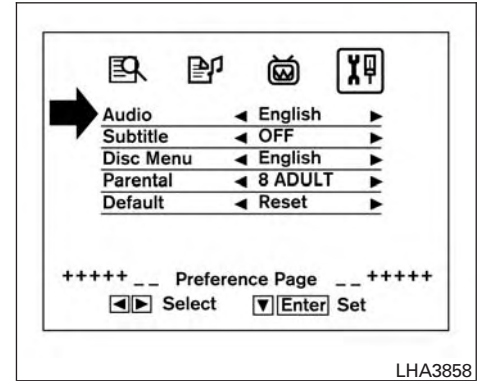 Audio ◀ English ▶
Subtitle ◀ OFF ▶
Disc Menu ◀ English ▶
Parental ◀ 8 ADULT ▶
Default ◀ Reset ▶
+++++ _ _ Preference Page _ _ +++++
◀ ▶ Select ▼ Enter Set
LHA3858